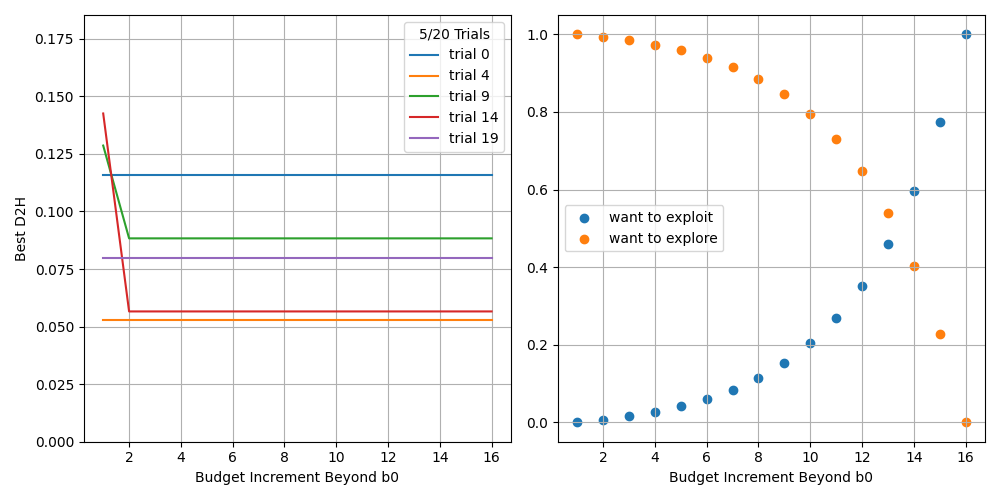 5/20 Trials
trial 0
trial 4
trial 9
trial 14
trial 19
0.175
0.150
0.125
0.100
0.075
0.050
0.025
0.000
Best D2H
2 4 6 8 10 12 14 16
Budget Increment Beyond b0
1.0
0.8
0.6
0.4
0.2
0.0
want to exploit
want to explore
2 4 6 8 10 12 14 16
Budget Increment Beyond b0